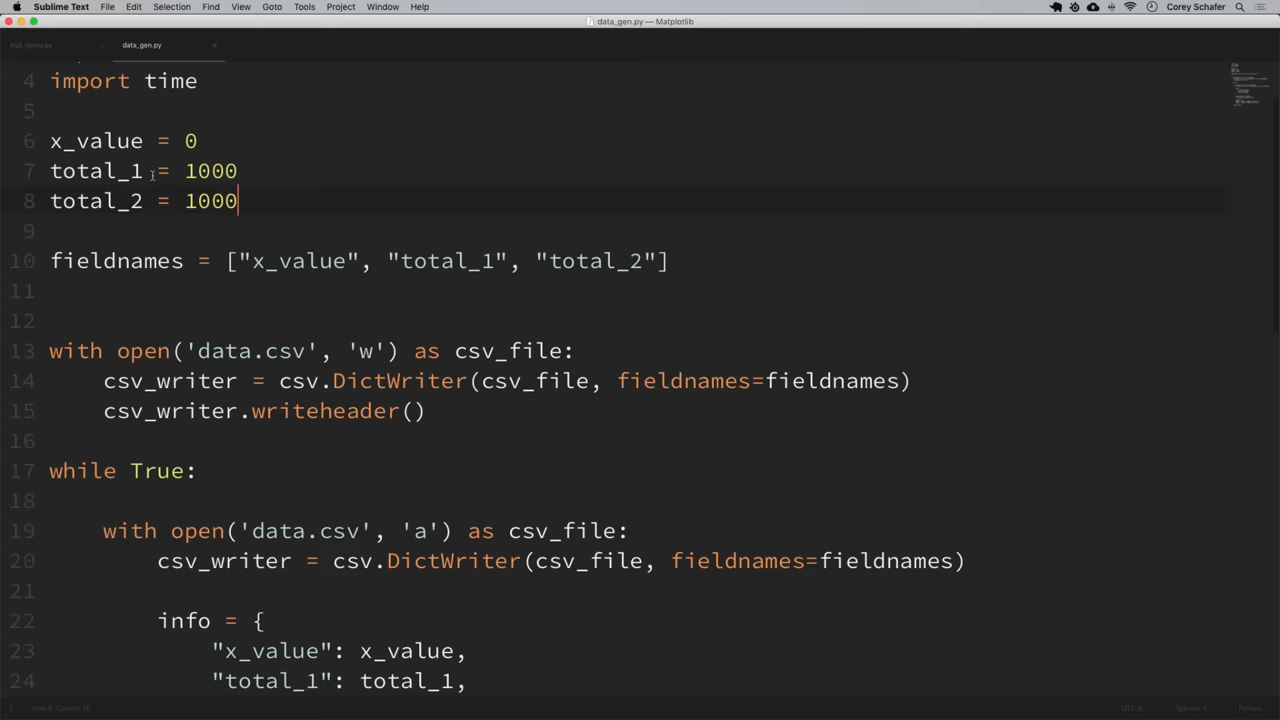 Sublime Text File Edit Selection Find View Goto Tools Project Window Help Corey Schafer
data_gen.py — Matplotlib
data_gen.py
4 import time
5
6 x_value = 0
7 total_1 = 1000
8 total_2 = 1000
9
10 fieldnames = ["x_value", "total_1", "total_2"]
11
12
13 with open('data.csv', 'w') as csv_file:
14 csv_writer = csv.DictWriter(csv_file, fieldnames=fieldnames)
15 csv_writer.writeheader()
16
17 while True:
18
19 with open('data.csv', 'a') as csv_file:
20 csv_writer = csv.DictWriter(csv_file, fieldnames=fieldnames)
21
22 info = {
23 "x_value": x_value,
24 "total_1": total_1,
UTF-8 Python